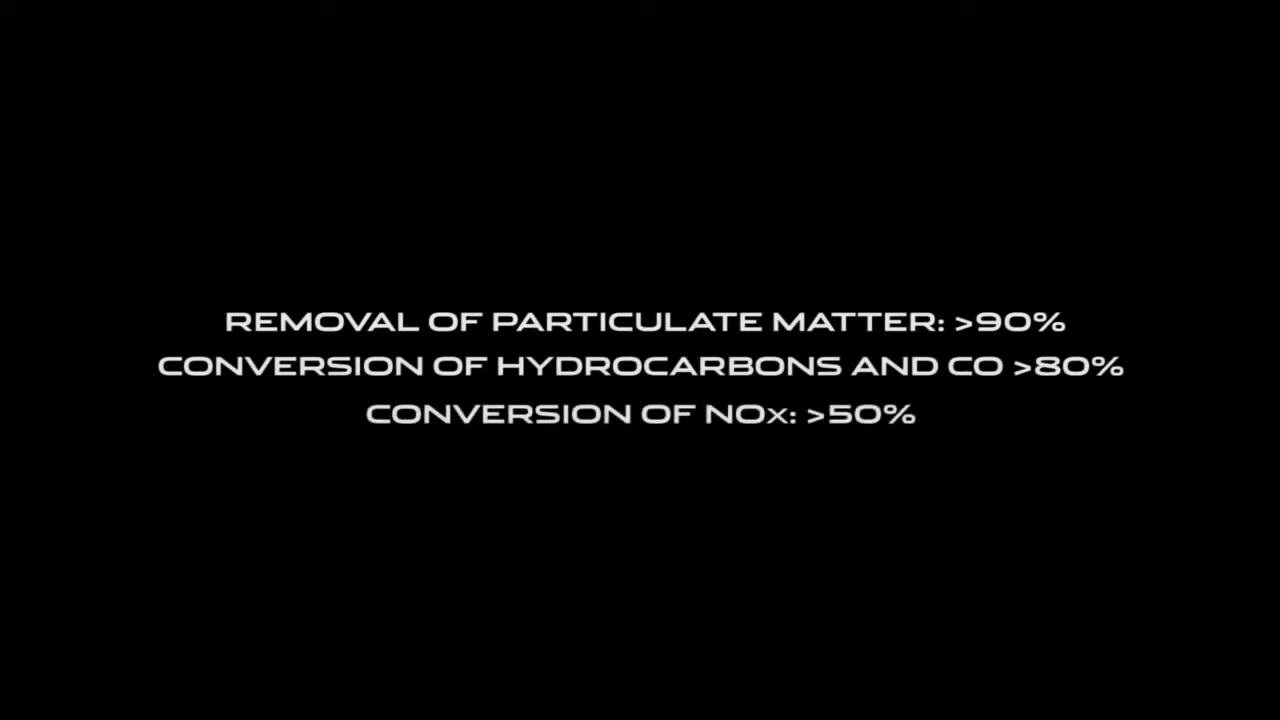 REMOVAL OF PARTICULATE MATTER: >90%
CONVERSION OF HYDROCARBONS AND CO >80%
CONVERSION OF NOx: >50%